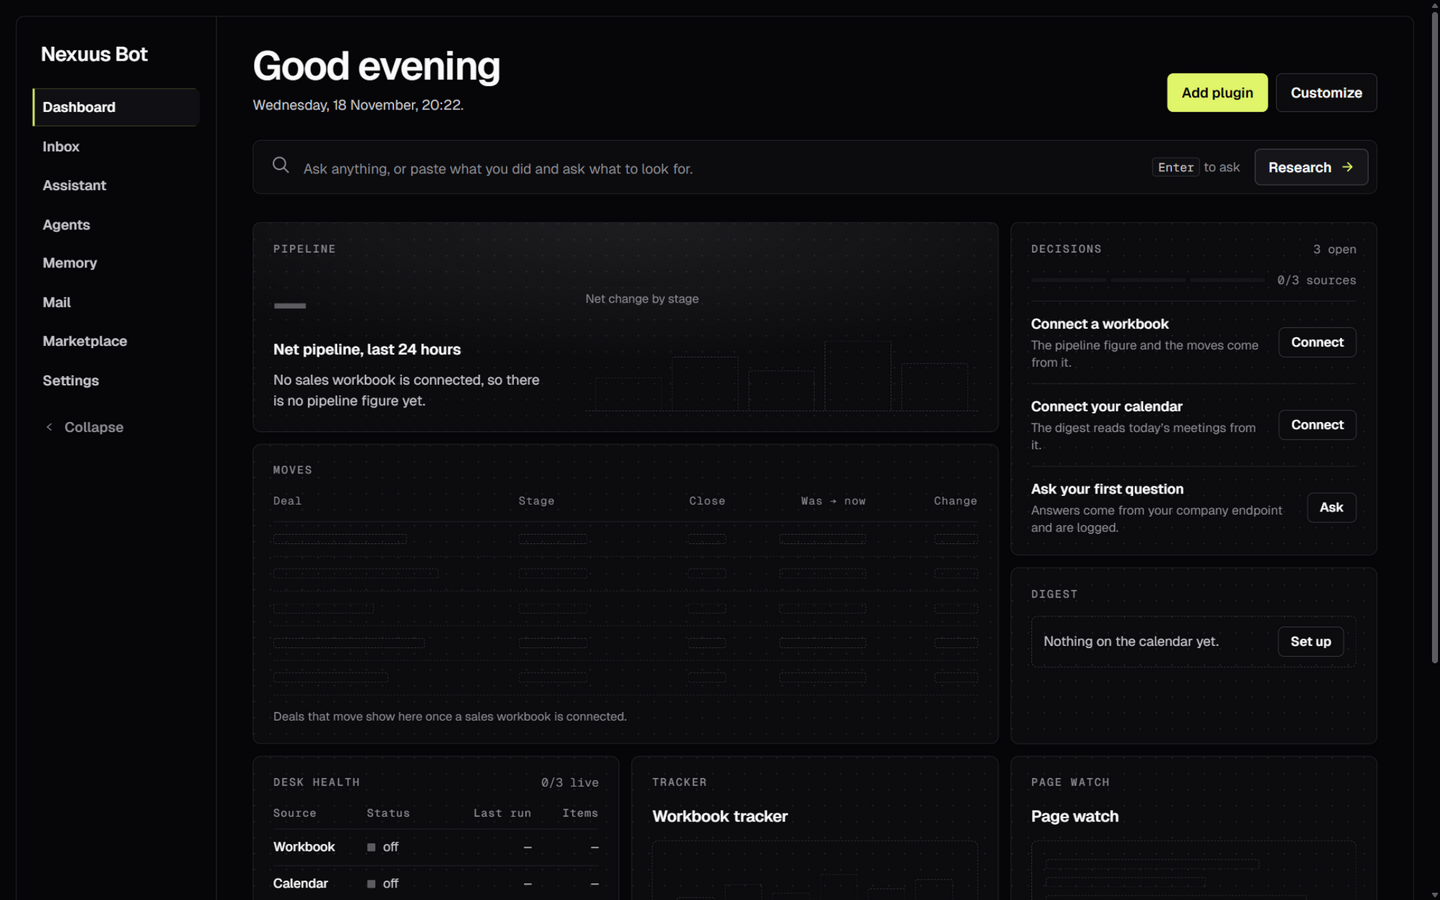 Nexuus Bot
Dashboard
Inbox
Assistant
Agents
Memory
Mail
Marketplace
Settings
Collapse
Good evening
Wednesday, 18 November, 20:22.
Add plugin
Customize
Ask anything, or paste what you did and ask what to look for.
Enter to ask
Research →
PIPELINE
Net change by stage
Net pipeline, last 24 hours
No sales workbook is connected, so there
is no pipeline figure yet.
MOVES
Deal Stage Close Was → now Change
Deals that move show here once a sales workbook is connected.
DECISIONS 3 open
0/3 sources
Connect a workbook
The pipeline figure and the moves come
from it.
Connect
Connect your calendar
The digest reads today's meetings from
it.
Connect
Ask your first question
Answers come from your company endpoint
and are logged.
Ask
DIGEST
Nothing on the calendar yet.
Set up
DESK HEALTH 0/3 live
Source Status Last run Items
Workbook off – –
Calendar off – –
TRACKER
Workbook tracker
PAGE WATCH
Page watch